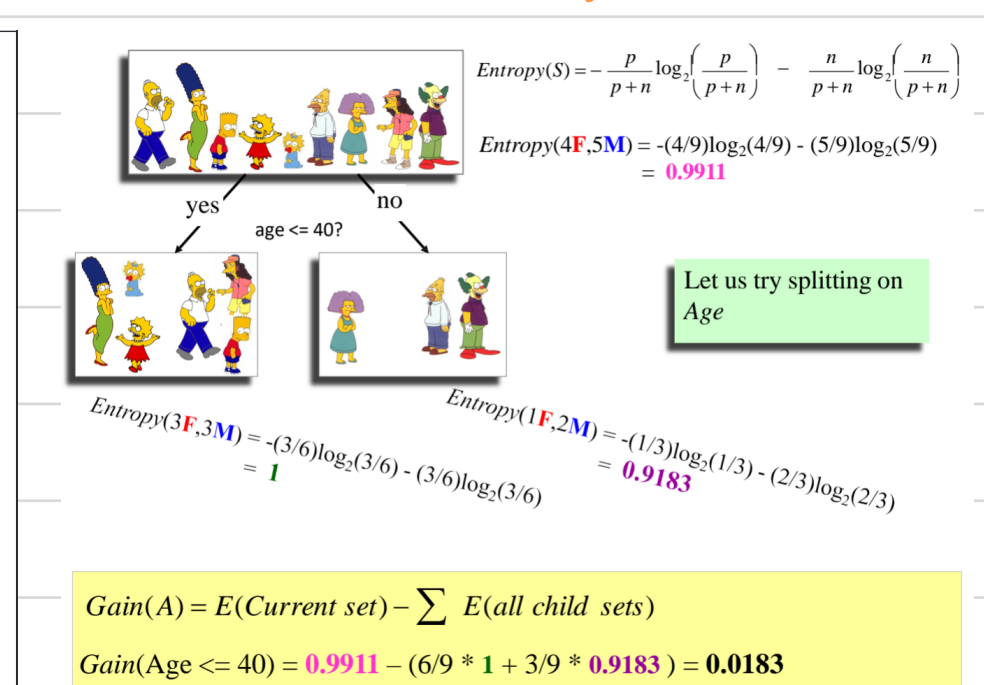 Entropy(S) = - p/(p+n) log₂(p/(p+n)) - n/(p+n) log₂(n/(p+n))
Entropy(4F,5M) = -(4/9)log₂(4/9) - (5/9)log₂(5/9)
= 0.9911
yes
no
age <= 40?
Let us try splitting on
Age
Entropy(3F,3M) = -(3/6)log₂(3/6) - (3/6)log₂(3/6)
= 1
Entropy(1F,2M) = -(1/3)log₂(1/3) - (2/3)log₂(2/3)
= 0.9183
Gain(A) = E(Current set) – ∑ E(all child sets)
Gain(Age <= 40) = 0.9911 – (6/9 * 1 + 3/9 * 0.9183 ) = 0.0183